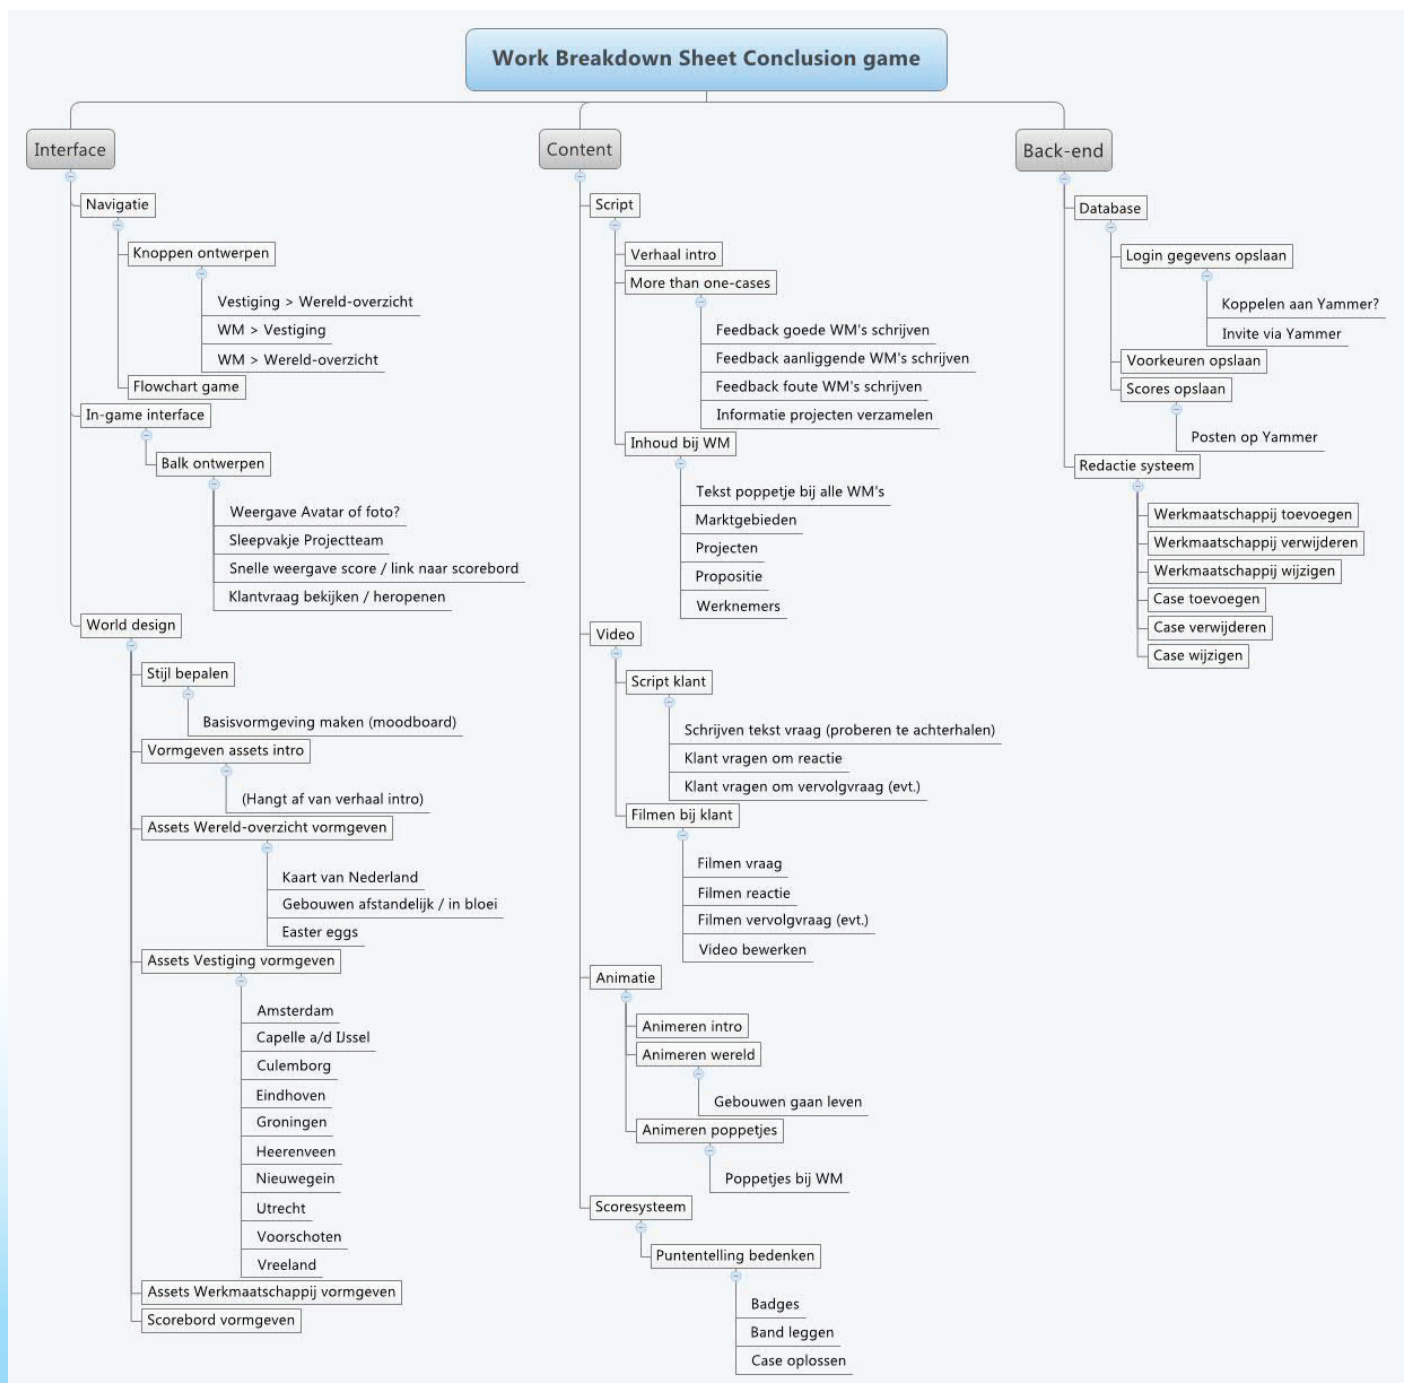 Work Breakdown Sheet Conclusion game
Interface
Navigatie
Knoppen ontwerpen
Vestiging > Wereld-overzicht
WM > Vestiging
WM > Wereld-overzicht
Flowchart game
In-game interface
Balk ontwerpen
Weergave Avatar of foto?
Sleepvakje Projectteam
Snelle weergave score / link naar scorebord
Klantvraag bekijken / heropenen
World design
Stijl bepalen
Basisvormgeving maken (moodboard)
Vormgeven assets intro
(Hangt af van verhaal intro)
Assets Wereld-overzicht vormgeven
Kaart van Nederland
Gebouwen afstandelijk / in bloei
Easter eggs
Assets Vestiging vormgeven
Amsterdam
Capelle a/d IJssel
Culemborg
Eindhoven
Groningen
Heerenveen
Nieuwegein
Utrecht
Voorschoten
Vreeland
Assets Werkmaatschappij vormgeven
Scorebord vormgeven
Content
Script
Verhaal intro
More than one-cases
Feedback goede WM's schrijven
Feedback aanliggende WM's schrijven
Feedback foute WM's schrijven
Informatie projecten verzamelen
Inhoud bij WM
Tekst poppetje bij alle WM's
Marktgebieden
Projecten
Propositie
Werknemers
Video
Script klant
Schrijven tekst vraag (proberen te achterhalen)
Klant vragen om reactie
Klant vragen om vervolgvraag (evt.)
Filmen bij klant
Filmen vraag
Filmen reactie
Filmen vervolgvraag (evt.)
Video bewerken
Animatie
Animeren intro
Animeren wereld
Gebouwen gaan leven
Animeren poppetjes
Poppetjes bij WM
Scoresysteem
Puntentelling bedenken
Badges
Band leggen
Case oplossen
Back-end
Database
Login gegevens opslaan
Koppelen aan Yammer?
Invite via Yammer
Voorkeuren opslaan
Scores opslaan
Posten op Yammer
Redactie systeem
Werkmaatschappij toevoegen
Werkmaatschappij verwijderen
Werkmaatschappij wijzigen
Case toevoegen
Case verwijderen
Case wijzigen